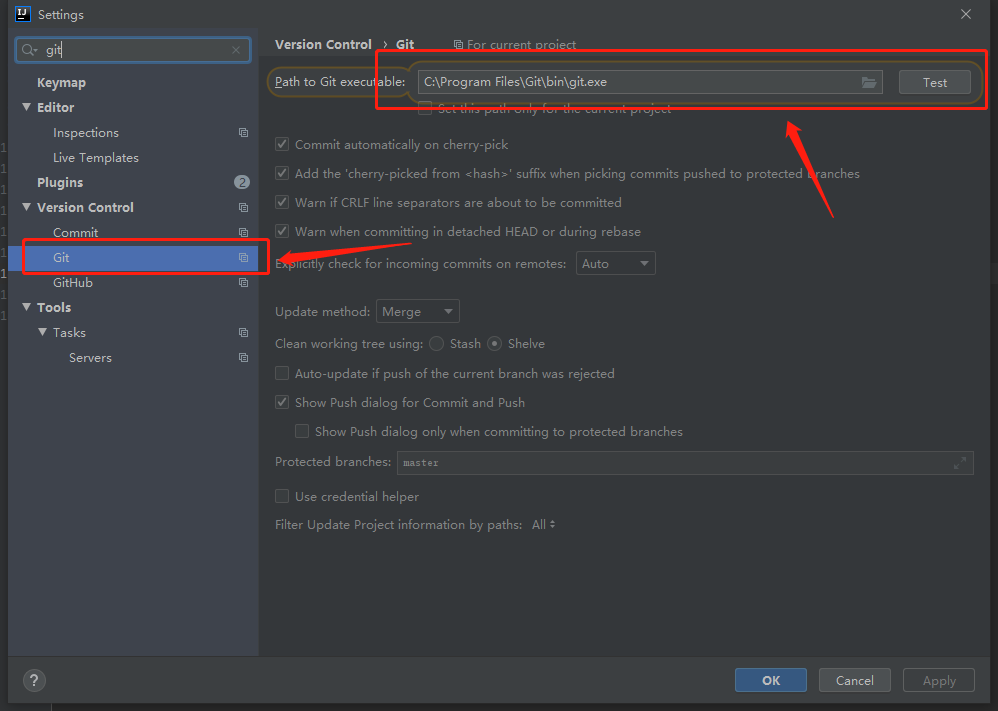 Settings
git
Keymap
Editor
Inspections
Live Templates
Plugins
2
Version Control
Commit
Git
GitHub
Tools
Tasks
Servers
Version Control › Git
For current project
Path to Git executable:
C:\Program Files\Git\bin\git.exe
Test
Set this path only for the current project
Commit automatically on cherry-pick
Add the 'cherry-picked from <hash>' suffix when picking commits pushed to protected branches
Warn if CRLF line separators are about to be committed
Warn when committing in detached HEAD or during rebase
Explicitly check for incoming commits on remotes: Auto
Update method: Merge
Clean working tree using: Stash Shelve
Auto-update if push of the current branch was rejected
Show Push dialog for Commit and Push
Show Push dialog only when committing to protected branches
Protected branches: master
Use credential helper
Filter Update Project information by paths: All
?
OK
Cancel
Apply